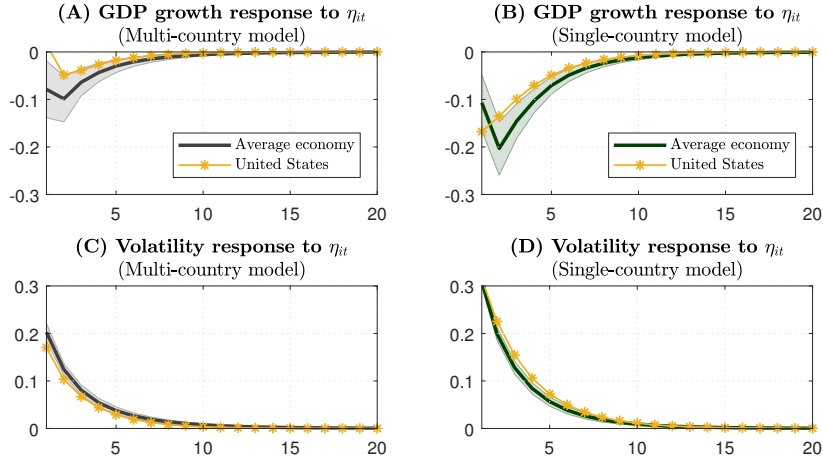 (A) GDP growth response to η_it
(Multi-country model)
0
-0.1
-0.2
-0.3
Average economy
United States
5
10
15
20
(B) GDP growth response to η_it
(Single-country model)
0
-0.1
-0.2
-0.3
Average economy
United States
5
10
15
20
(C) Volatility response to η_it
(Multi-country model)
0.3
0.2
0.1
0
5
10
15
20
(D) Volatility response to η_it
(Single-country model)
0.3
0.2
0.1
0
5
10
15
20